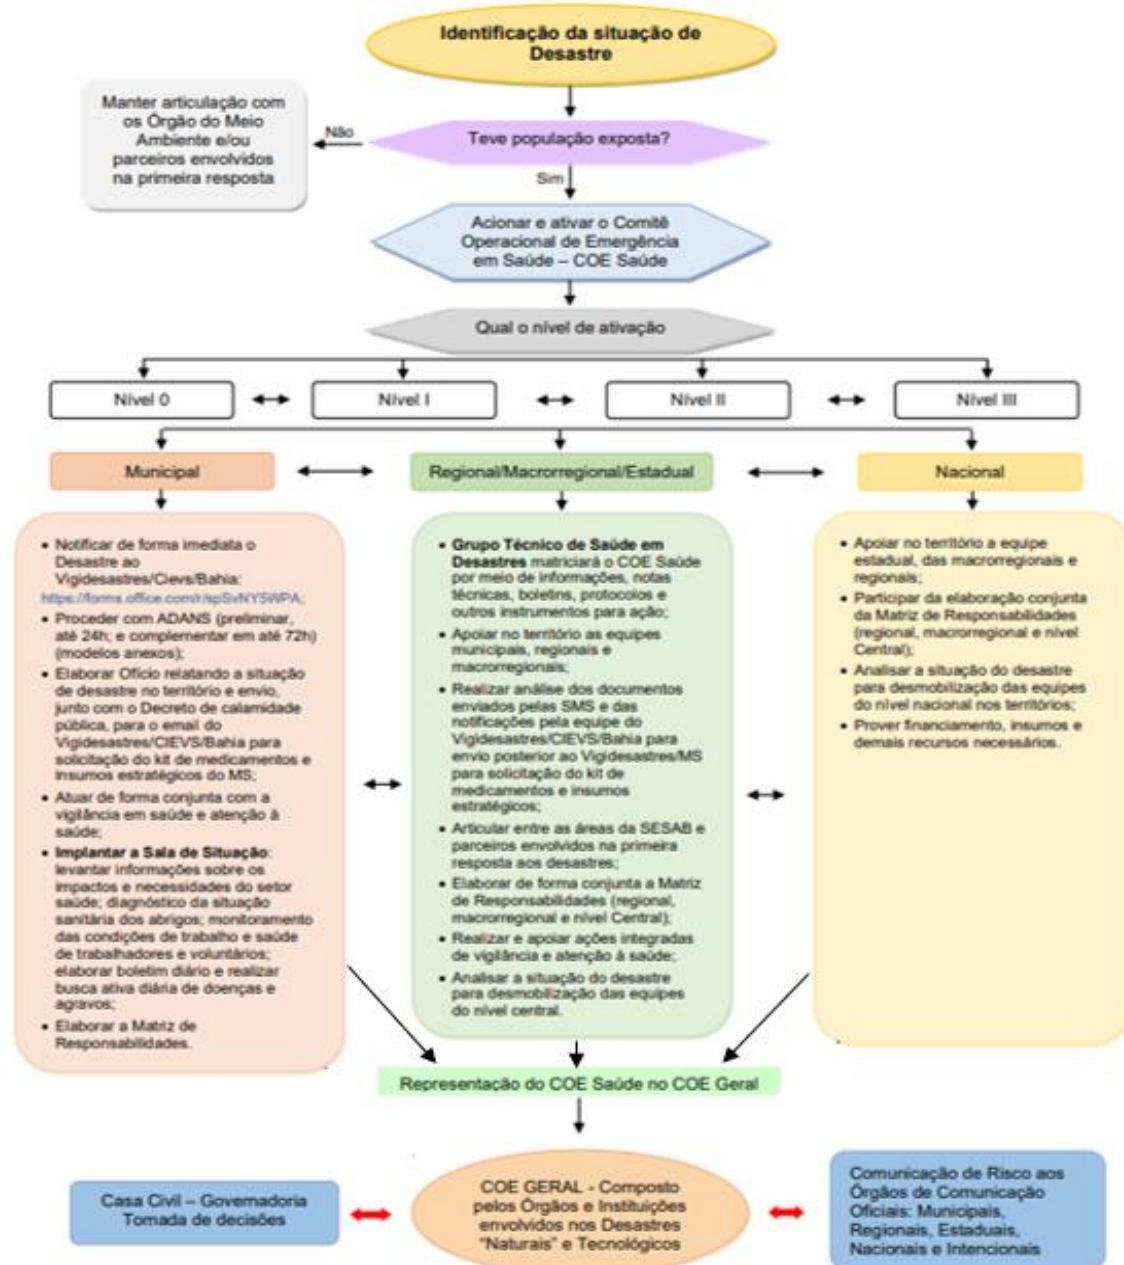 Identificação da situação de
Desastre
Manter articulação com
os Órgão do Meio
Ambiente e/ou
parceiros envolvidos
na primeira resposta
Não
Teve população exposta?
Sim
Acionar e ativar o Comitê
Operacional de Emergência
em Saúde – COE Saúde
Qual o nível de ativação
Nível 0
Nível I
Nível II
Nível III
Municipal
Regional/Macrorregional/Estadual
Nacional
• Notificar de forma imediata o
Desastre ao
Vigidesastres/Cievs/Bahia:
https://forms.office.com/r/spSvNYSWPA;
• Proceder com ADANS (preliminar,
até 24h; e complementar em até 72h)
(modelos anexos);
• Elaborar Ofício relatando a situação
de desastre no território e envio,
junto com o Decreto de calamidade
pública, para o email do
Vigidesastres/CIEVS/Bahia para
solicitação do kit de medicamentos e
insumos estratégicos do MS;
• Atuar de forma conjunta com a
vigilância em saúde e atenção à
saúde;
• Implantar a Sala de Situação:
levantar informações sobre os
impactos e necessidades do setor
saúde; diagnóstico da situação
sanitária dos abrigos; monitoramento
das condições de trabalho e saúde
de trabalhadores e voluntários;
elaborar boletim diário e realizar
busca ativa diária de doenças e
agravos;
• Elaborar a Matriz de
Responsabilidades.
• Grupo Técnico de Saúde em
Desastres matriciará o COE Saúde
por meio de informações, notas
técnicas, boletins, protocolos e
outros instrumentos para ação;
• Apoiar no território as equipes
municipais, regionais e
macrorregionais;
• Realizar análise dos documentos
enviados pelas SMS e das
notificações pela equipe do
Vigidesastres/CIEVS/Bahia para
envio posterior ao Vigidesastres/MS
para solicitação do kit de
medicamentos e insumos
estratégicos;
• Articular entre as áreas da SESAB e
parceiros envolvidos na primeira
resposta aos desastres;
• Elaborar de forma conjunta a Matriz
de Responsabilidades (regional,
macrorregional e nível Central);
• Realizar e apoiar ações integradas
de vigilância e atenção à saúde;
• Analisar a situação do desastre
para desmobilização das equipes
do nível central.
• Apoiar no território a equipe
estadual, das macrorregionais e
regionais;
• Participar da elaboração conjunta
da Matriz de Responsabilidades
(regional, macrorregional e nível
Central);
• Analisar a situação do desastre
para desmobilização das equipes
do nível nacional nos territórios;
• Prover financiamento, insumos e
demais recursos necessários.
Representação do COE Saúde no COE Geral
Casa Civil – Governadoria
Tomada de decisões
COE GERAL - Composto
pelos Órgãos e Instituições
envolvidos nos Desastres
"Naturais" e Tecnológicos
Comunicação de Risco aos
Órgãos de Comunicação
Oficiais: Municipais,
Regionais, Estaduais,
Nacionais e Intencionais